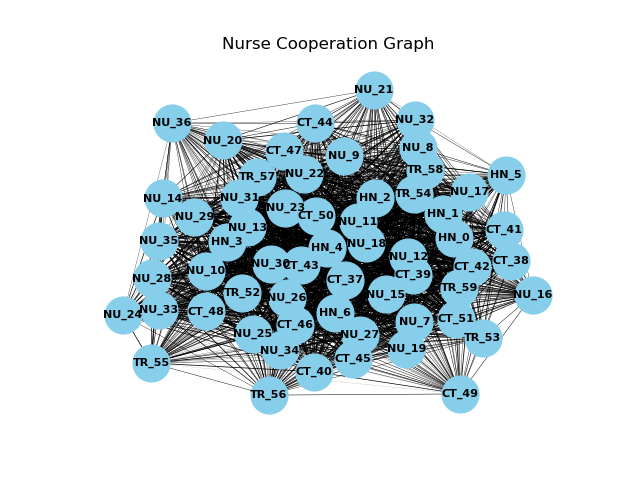 Nurse Cooperation Graph
NU_21
NU_36
CT_44
NU_32
NU_20
NU_8
CT_47
NU_9
TR_58
NU_22
HN_5
TR_57
NU_17
TR_54
NU_31
HN_2
NU_14
NU_23
HN_1
CT_50
NU_29
NU_11
NU_13
CT_41
HN_0
NU_35
HN_3
NU_18
HN_4
NU_12
CT_38
NU_30
CT_43
CT_42
NU_10
CT_39
NU_28
CT_37
TR_59
TR_52
NU_15
NU_16
NU_26
NU_33
CT_48
HN_6
NU_24
CT_51
NU_7
CT_46
NU_25
NU_27
TR_53
NU_19
NU_34
CT_45
TR_55
CT_40
CT_49
TR_56